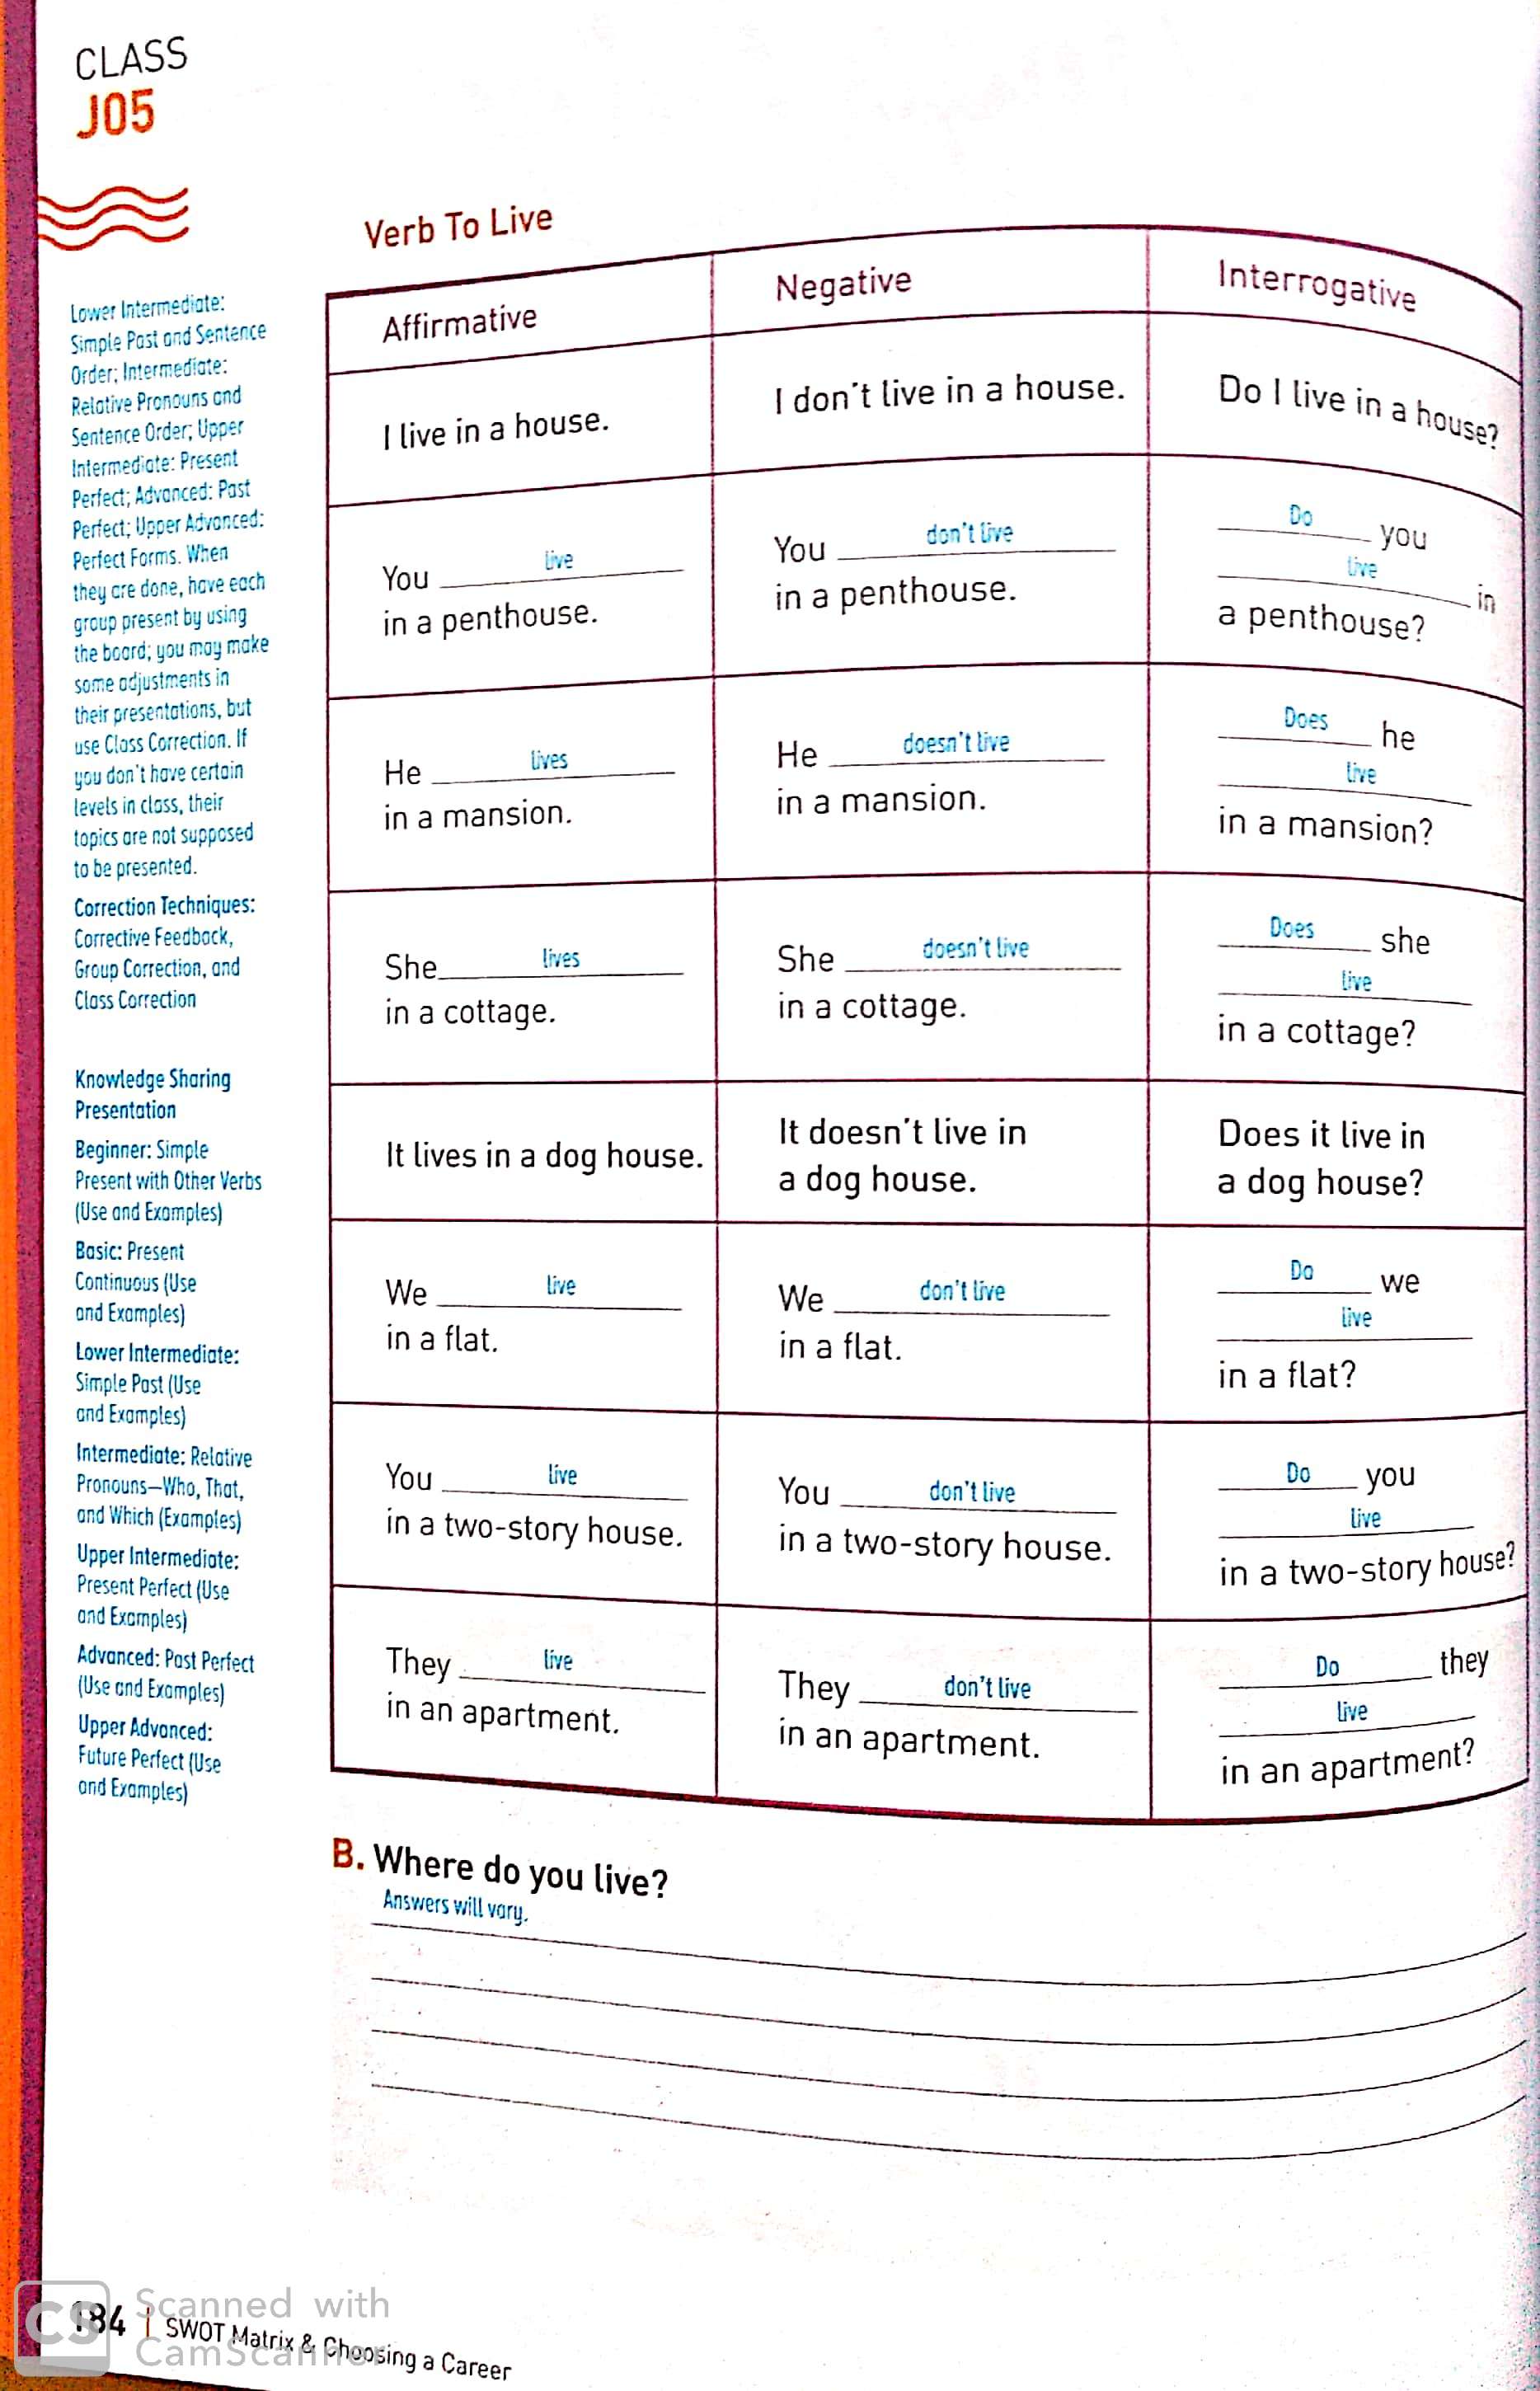 CLASS
J05
Lower Intermediate:
Simple Past and Sentence
Order; Intermediate:
Relative Pronouns and
Sentence Order; Upper
Intermediate: Present
Perfect; Advanced: Past
Perfect; Upper Advanced:
Perfect Forms. When
they are done, have each
group present by using
the board; you may make
some adjustments in
their presentations, but
use Class Correction. If
you don't have certain
levels in class, their
topics are not supposed
to be presented.
Correction Techniques:
Corrective Feedback,
Group Correction, and
Class Correction
Knowledge Sharing
Presentation
Beginner: Simple
Present with Other Verbs
(Use and Examples)
Basic: Present
Continuous (Use
and Examples)
Lower Intermediate:
Simple Past (Use
and Examples)
Intermediate: Relative
Pronouns—Who, That,
and Which (Examples)
Upper Intermediate:
Present Perfect (Use
and Examples)
Advanced: Past Perfect
(Use and Examples)
Upper Advanced:
Future Perfect (Use
and Examples)
Verb To Live
Affirmative
Negative
Interrogative
I live in a house.
I don't live in a house.
Do I live in a house?
You live
in a penthouse.
You don't live
in a penthouse.
Do you
live in
a penthouse?
He lives
in a mansion.
He doesn't live
in a mansion.
Does he
live
in a mansion?
She lives
in a cottage.
She doesn't live
in a cottage.
Does she
live
in a cottage?
It lives in a dog house.
It doesn't live in
a dog house.
Does it live in
a dog house?
We live
in a flat.
We don't live
in a flat.
Do we
live
in a flat?
You live
in a two-story house.
You don't live
in a two-story house.
Do you
live
in a two-story house?
They live
in an apartment.
They don't live
in an apartment.
Do they
live
in an apartment?
B. Where do you live?
Answers will vary.
184 | SWOT Matrix & Choosing a Career
CS
Scanned with
CamScanner